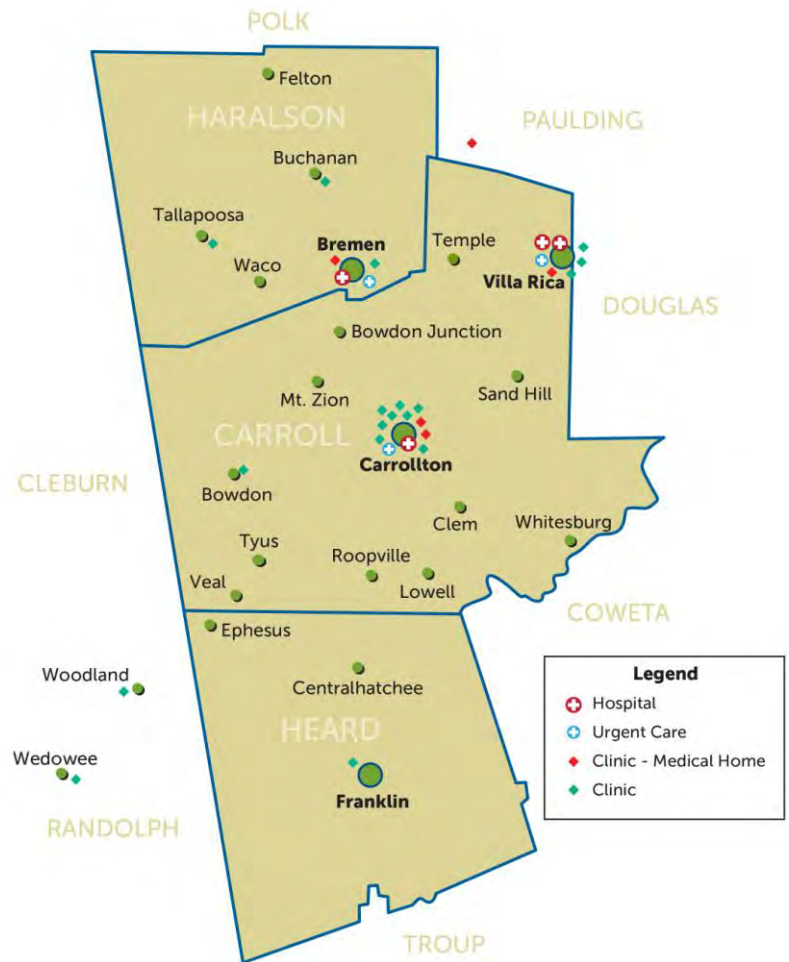 POLK
Felton
HARALSON
PAULDING
Buchanan
Tallapoosa
Bremen
Temple
Waco
Villa Rica
DOUGLAS
Bowdon Junction
Mt. Zion
Sand Hill
CARROLL
Carrollton
CLEBURN
Bowdon
Clem
Whitesburg
Tyus
Roopville
Veal
Lowell
COWETA
Ephesus
Woodland
Centralhatchee
HEARD
Wedowee
Franklin
RANDOLPH
TROUP
Legend
Hospital
Urgent Care
Clinic - Medical Home
Clinic